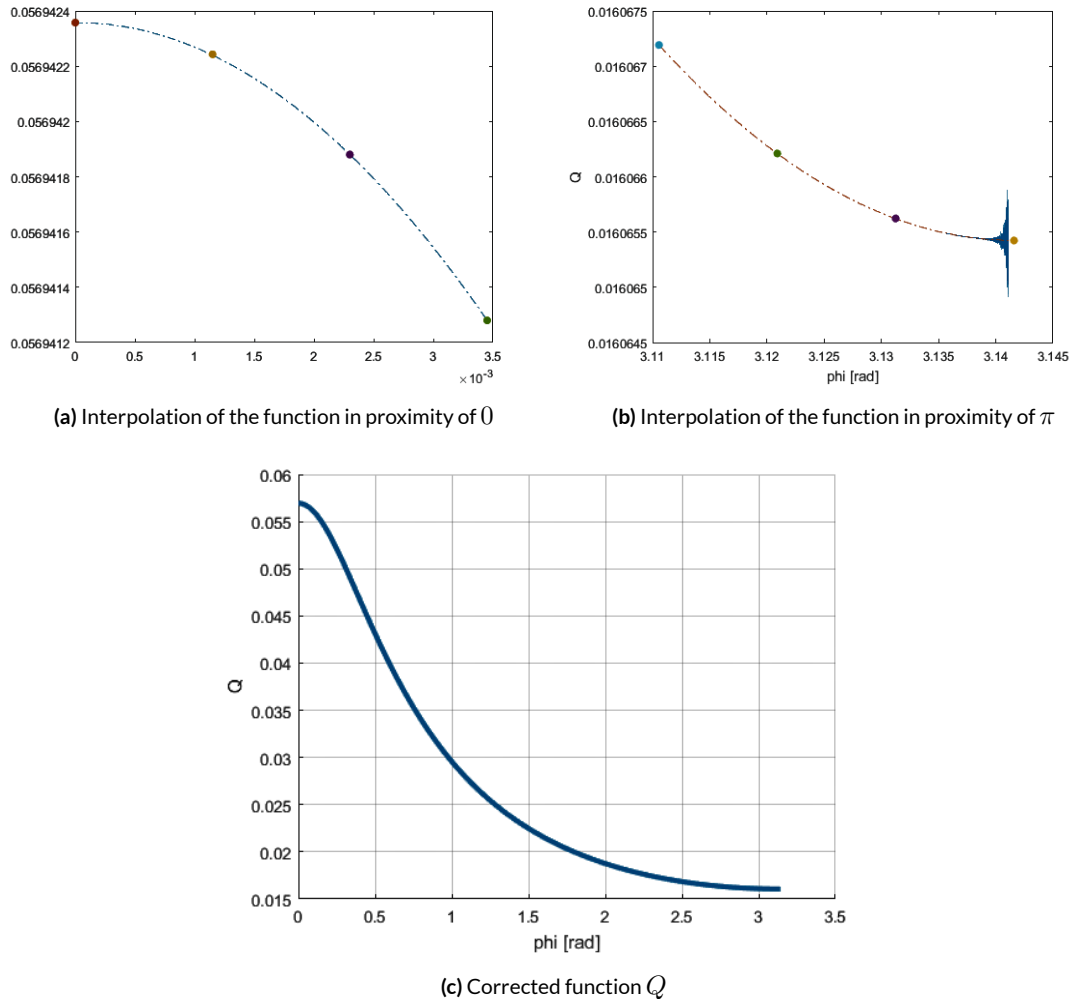 0.0569424
0.0569422
0.056942
0.0569418
0.0569416
0.0569414
0.0569412
0 0.5 1 1.5 2 2.5 3 3.5
×10⁻³
(a) Interpolation of the function in proximity of 0
0.0160675
0.016067
0.0160665
0.016066
0.0160655
0.016065
0.0160645
Q
3.11 3.115 3.12 3.125 3.13 3.135 3.14 3.145
phi [rad]
(b) Interpolation of the function in proximity of π
0.06
0.055
0.05
0.045
0.04
0.035
0.03
0.025
0.02
0.015
Q
0 0.5 1 1.5 2 2.5 3 3.5
phi [rad]
(c) Corrected function Q